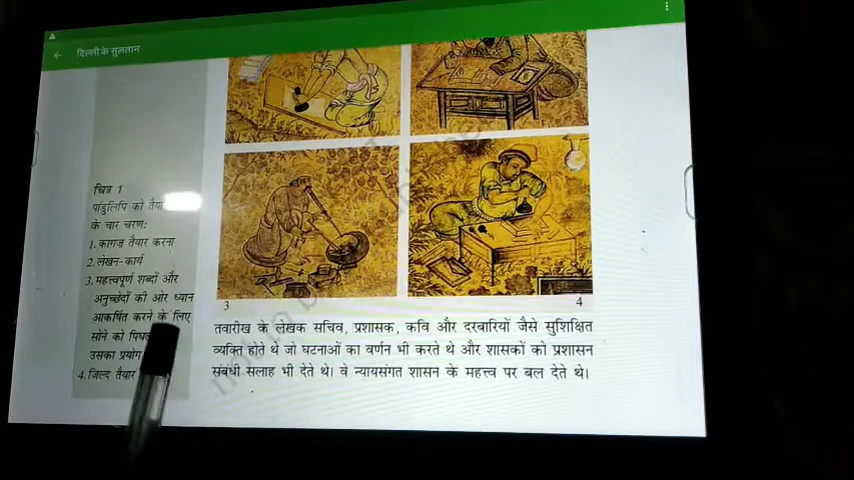 दिल्ली के सुलतान
चित्र 1
पांडुलिपि को
के चार चरण:
1. कागज़ तैयार करना
2. लेखन-कार्य
3. महत्त्वपूर्ण शब्दों और
अनुच्छेदों की ओर ध्यान
आकर्षित करने के लिए
सोने को
उसका प्रयोग
4. जिल्द तैयार
3
4
तवारीख के लेखक सचिव, प्रशासक, कवि और दरबारियों जैसे सुशिक्षित
व्यक्ति होते थे जो घटनाओं का वर्णन भी करते थे और शासकों को प्रशासन
संबंधी सलाह भी देते थे। वे न्यायसंगत शासन के महत्त्व पर बल देते थे।